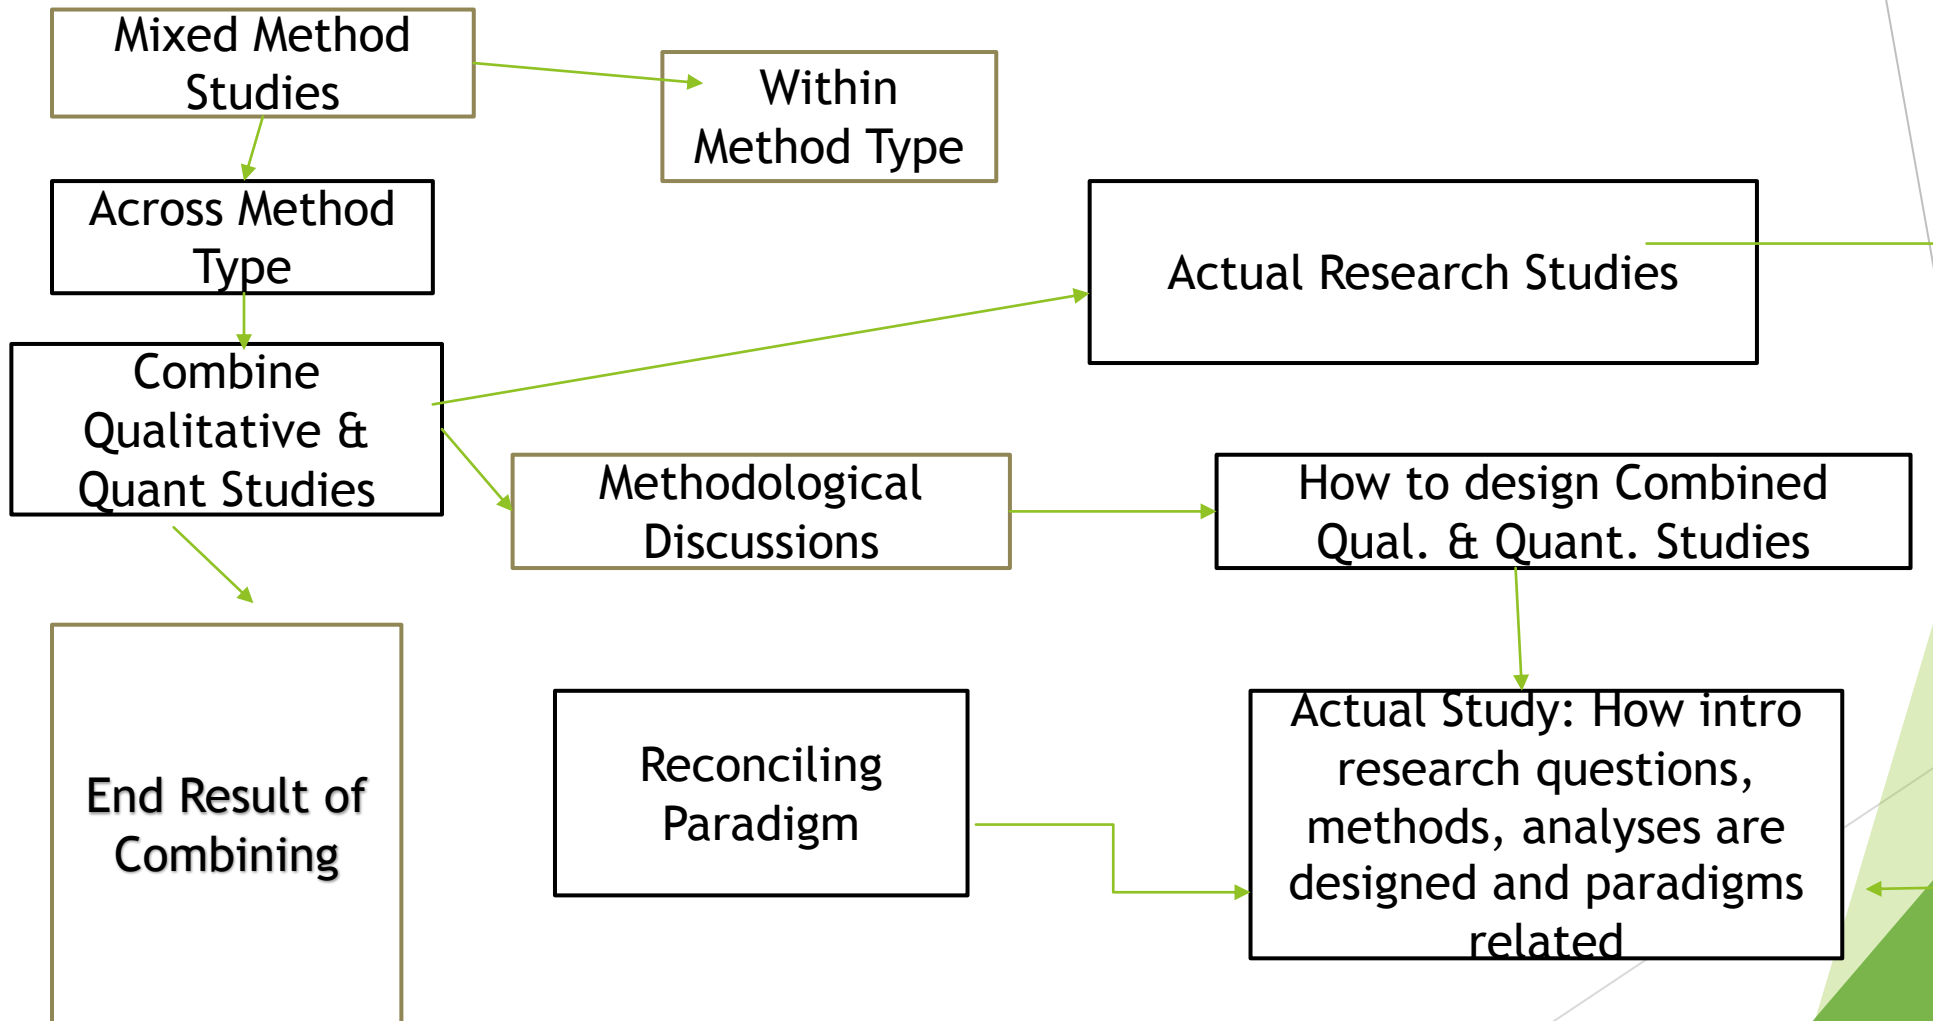 Mixed Method
Studies
Within
Method Type
Across Method
Type
Actual Research Studies
Combine
Qualitative &
Quant Studies
Methodological
Discussions
How to design Combined
Qual. & Quant. Studies
End Result of
Combining
Reconciling
Paradigm
Actual Study: How intro
research questions,
methods, analyses are
designed and paradigms
related